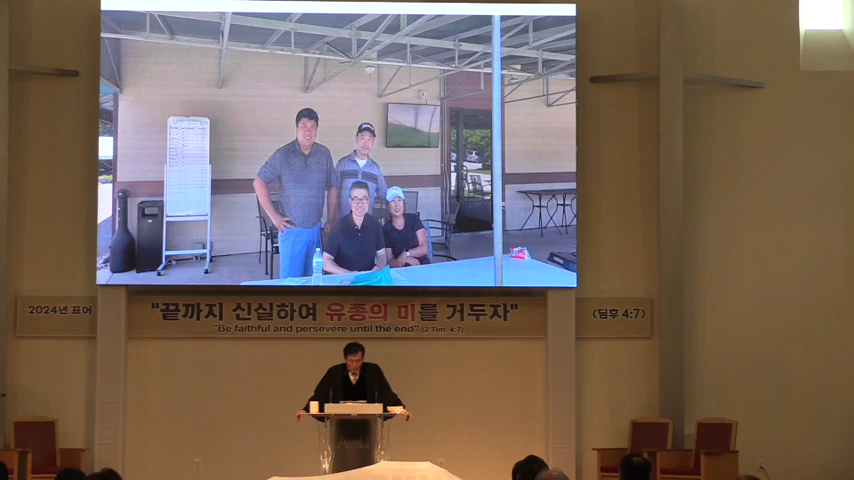 2024년 표어
"끝까지 신실하여 유종의 미를 거두자"
"Be faithful and persevere until the end" (2 Tim. 4:7)
(딤후 4:7)